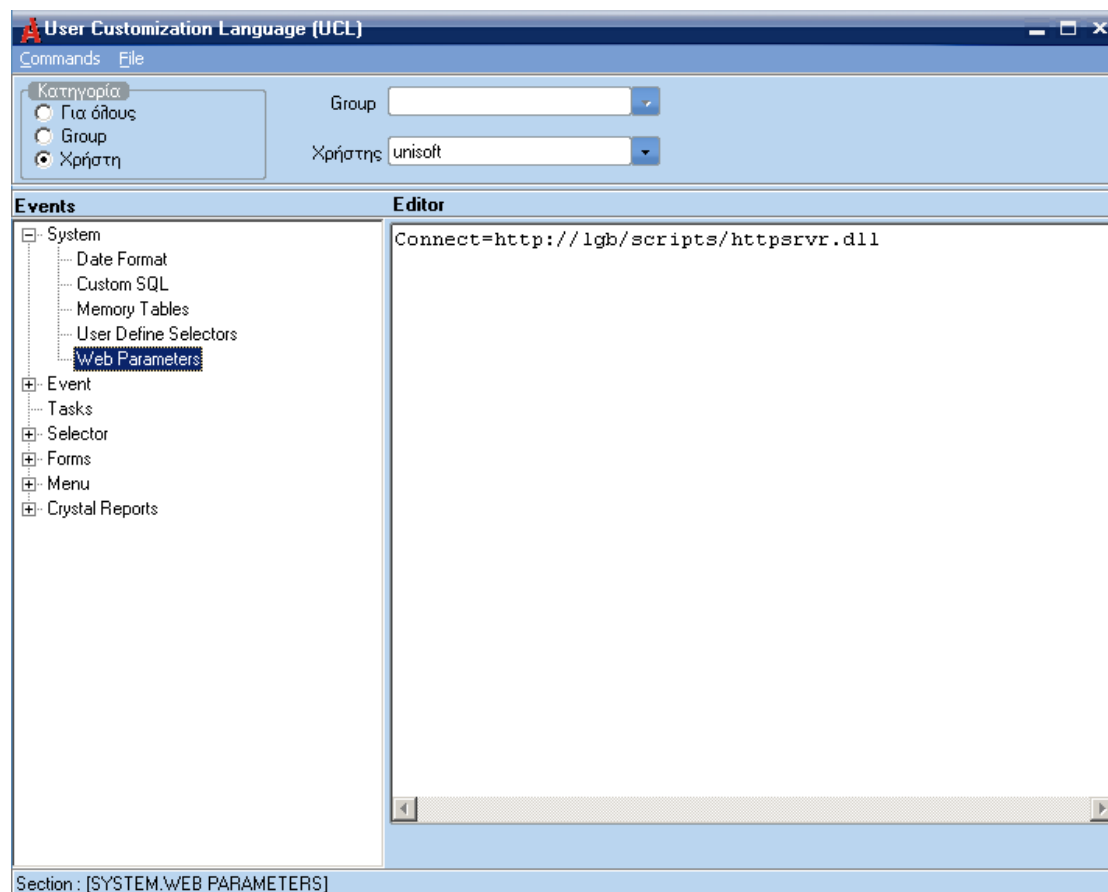 User Customization Language (UCL)
Commands File
Κατηγορία
Για όλους
Group
Χρήστη
Group
Χρήστης unisoft
Events
Editor
System
Date Format
Custom SQL
Memory Tables
User Define Selectors
Web Parameters
Event
Tasks
Selector
Forms
Menu
Crystal Reports
Connect=http://lgb/scripts/httpsrvr.dll
Section : [SYSTEM.WEB PARAMETERS]